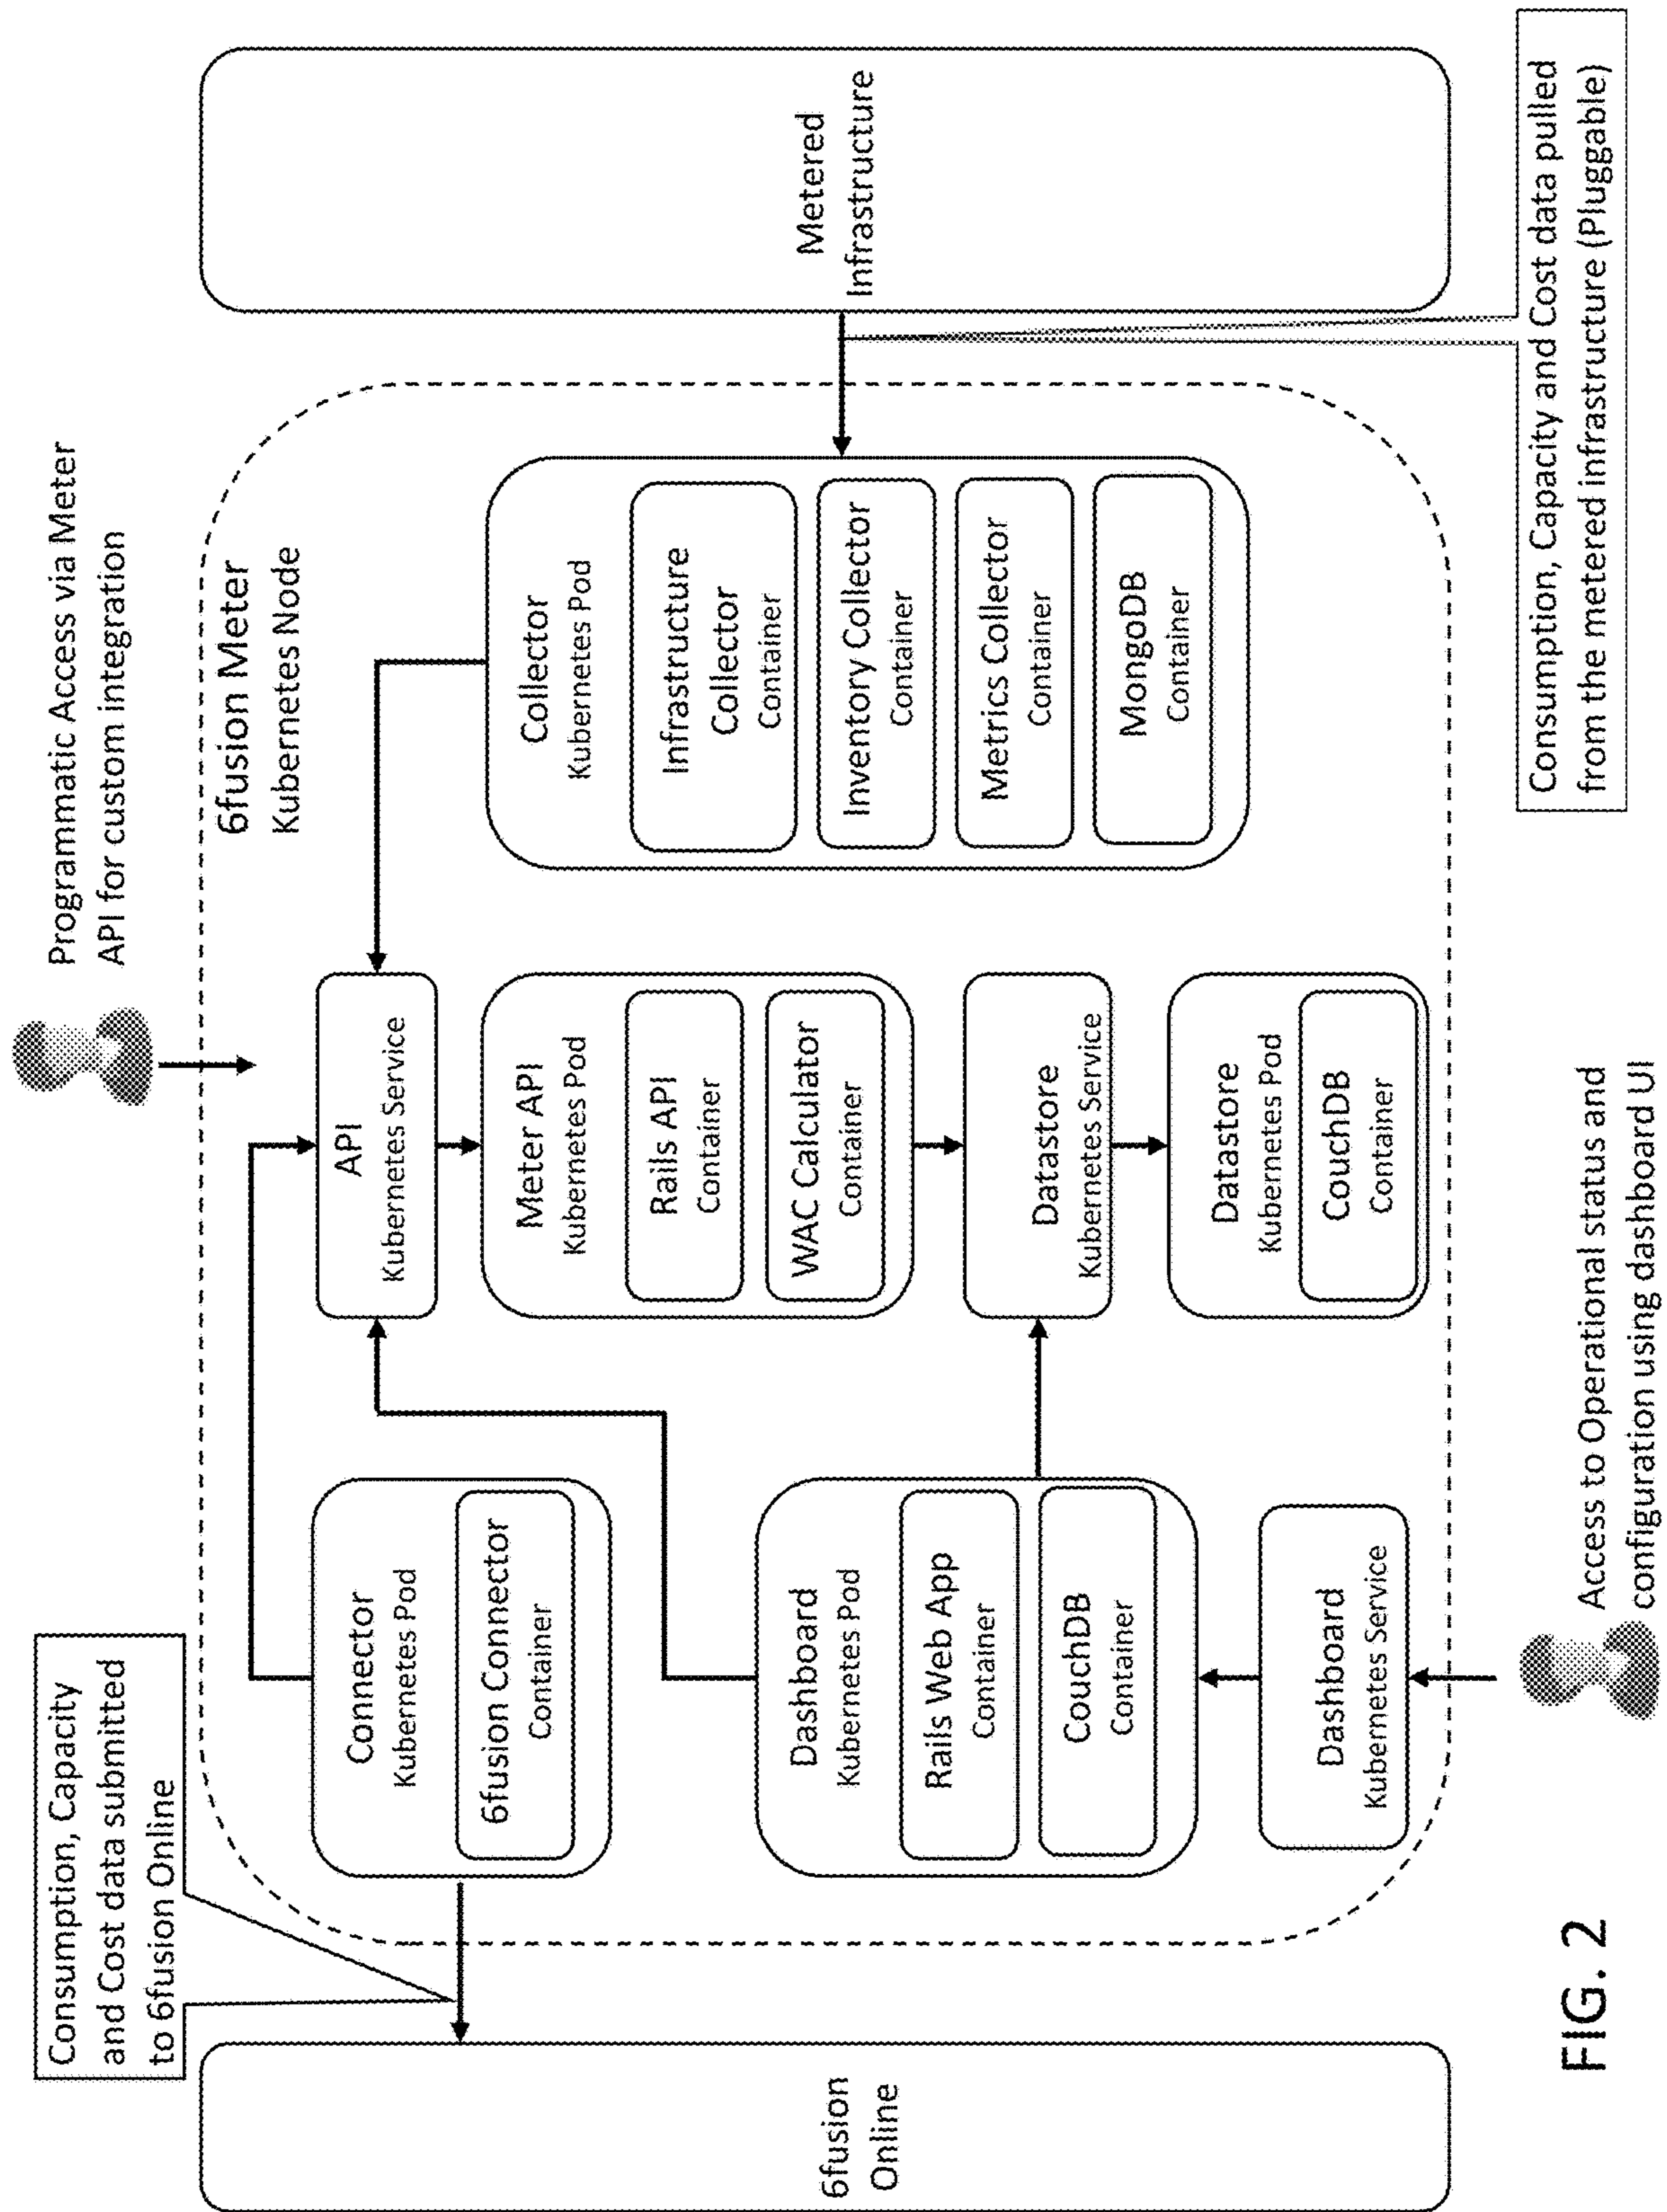 Consumption, Capacity
and Cost data submitted
to 6fusion Online
Programmatic Access via Meter
API for custom integration
6fusion Meter
Kubernetes Node
6fusion
Online
Connector
Kubernetes Pod
6fusion Connector
Container
Dashboard
Kubernetes Pod
Rails Web App
Container
CouchDB
Container
Dashboard
Kubernetes Service
API
Kubernetes Service
Meter API
Kubernetes Pod
Rails API
Container
WAC Calculator
Container
Datastore
Kubernetes Service
Datastore
Kubernetes Pod
CouchDB
Container
Collector
Kubernetes Pod
Infrastructure
Collector
Container
Inventory Collector
Container
Metrics Collector
Container
MongoDB
Container
Metered
Infrastructure
Access to Operational status and
configuration using dashboard UI
Consumption, Capacity and Cost data pulled
from the metered infrastructure (Pluggable)
FIG. 2